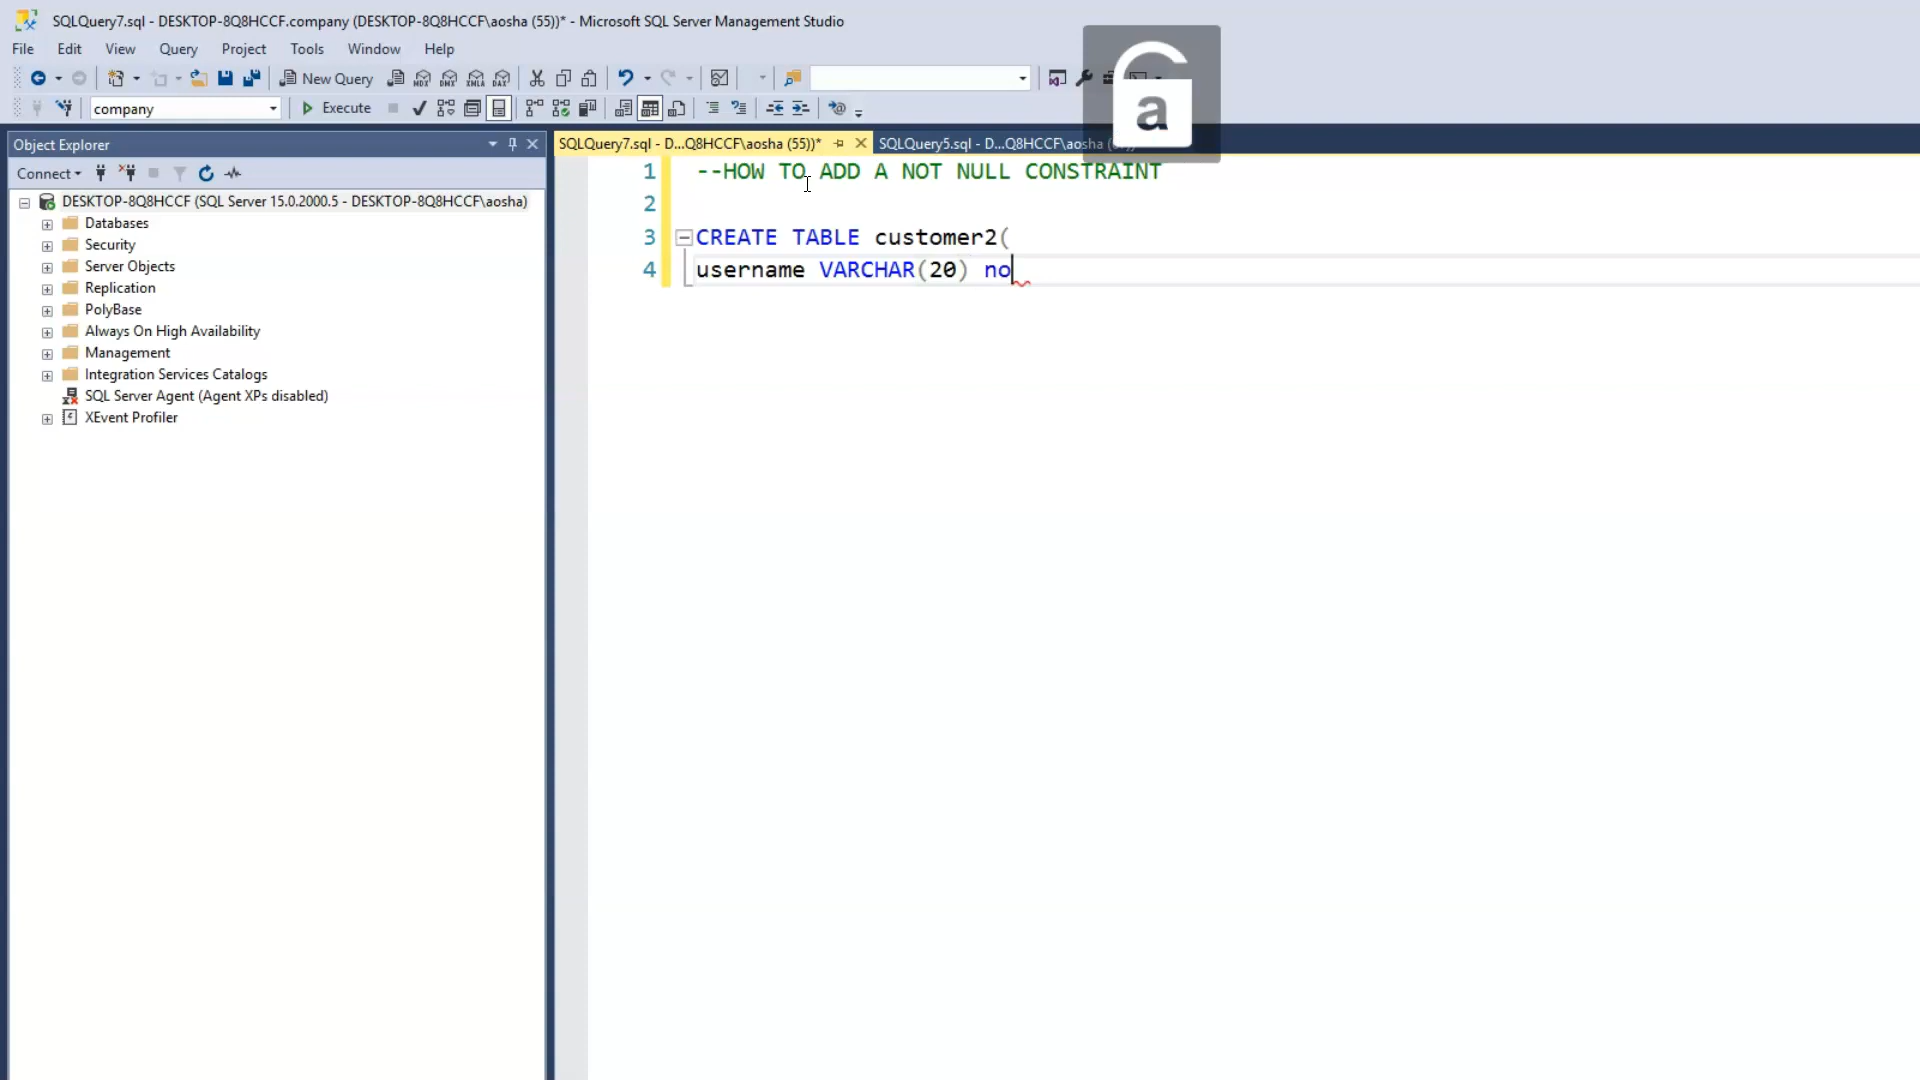 SQLQuery7.sql - DESKTOP-8Q8HCCF.company (DESKTOP-8Q8HCCF\aosha (55))* - Microsoft SQL Server Management Studio
File Edit View Query Project Tools Window Help
New Query
company Execute
a
Object Explorer
SQLQuery7.sql - D...Q8HCCF\aosha (55))*
SQLQuery5.sql - D...Q8HCCF\aosha
Connect
DESKTOP-8Q8HCCF (SQL Server 15.0.2000.5 - DESKTOP-8Q8HCCF\aosha)
Databases
Security
Server Objects
Replication
PolyBase
Always On High Availability
Management
Integration Services Catalogs
SQL Server Agent (Agent XPs disabled)
XEvent Profiler
1 --HOW TO ADD A NOT NULL CONSTRAINT
2
3 CREATE TABLE customer2(
4 username VARCHAR(20) no